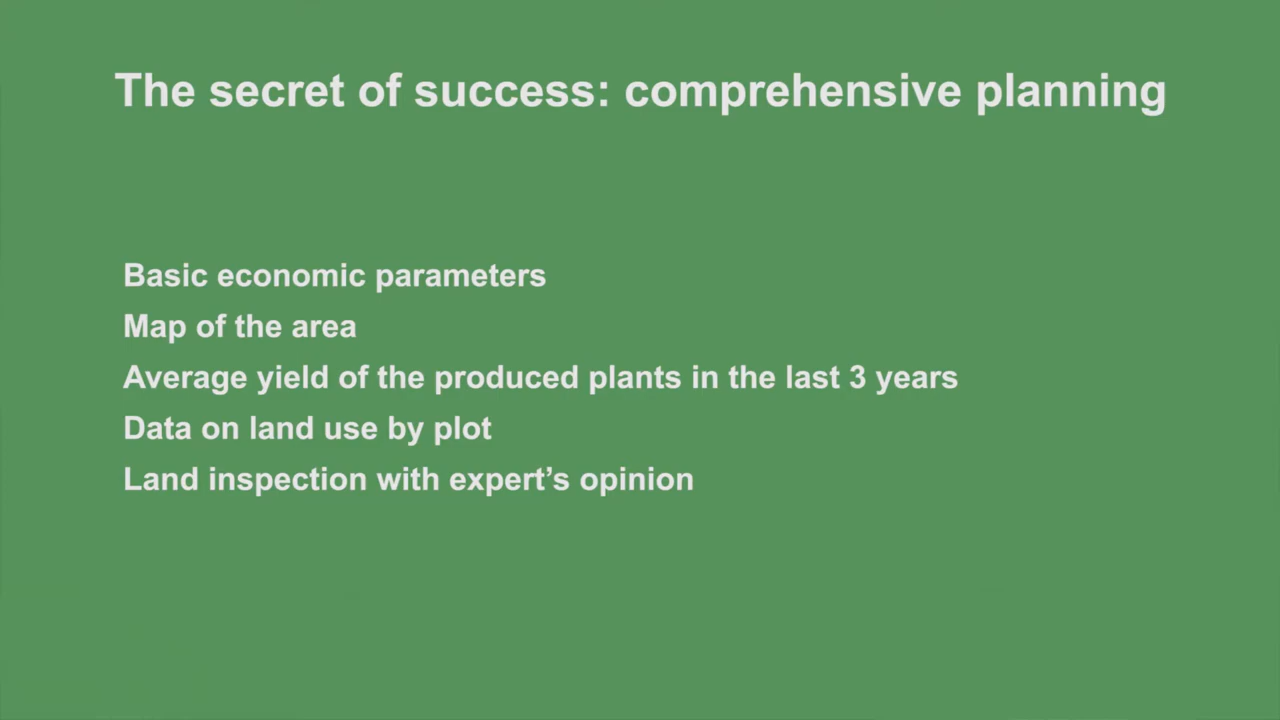 The secret of success: comprehensive planning
Basic economic parameters
Map of the area
Average yield of the produced plants in the last 3 years
Data on land use by plot
Land inspection with expert’s opinion